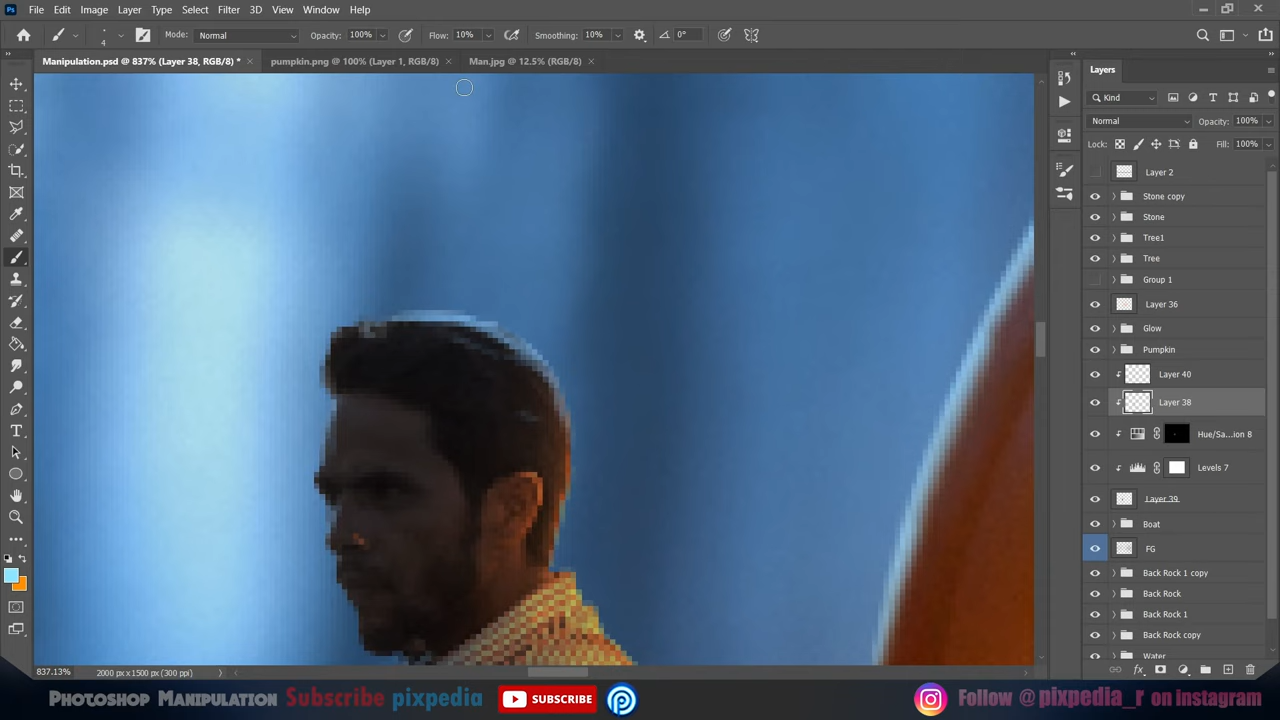 File Edit Image Layer Type Select Filter 3D View Window Help
4 Mode: Normal Opacity: 100% Flow: 10% Smoothing: 10% 0°
Manipulation.psd @ 837% (Layer 38, RGB/8) * pumpkin.png @ 100% (Layer 1, RGB/8) Man.jpg @ 12.5% (RGB/8)
Layers
Kind
Normal Opacity: 100%
Lock: Fill: 100%
Layer 2
Stone copy
Stone
Tree1
Tree
Group 1
Layer 36
Glow
Pumpkin
Layer 40
Layer 38
Hue/Sa...ion 8
Levels 7
Layer 39
Boat
FG
Back Rock 1 copy
Back Rock
Back Rock 1
Back Rock copy
Water
837.13% 2000 px x 1500 px (300 ppi)
Photoshop Manipulation Subscribe pixpedia SUBSCRIBE Follow @pixpedia_r on instagram